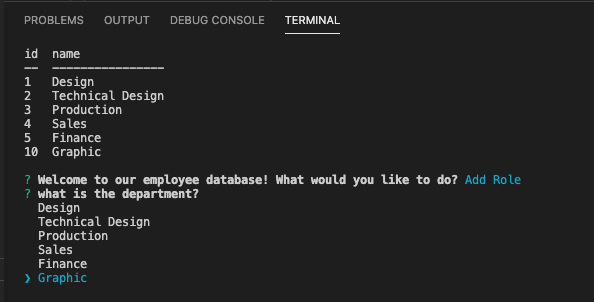 PROBLEMS OUTPUT DEBUG CONSOLE TERMINAL
id  name
--  ----------------
1   Design
2   Technical Design
3   Production
4   Sales
5   Finance
10  Graphic
? Welcome to our employee database! What would you like to do? Add Role
? what is the department?
Design
Technical Design
Production
Sales
Finance
❯ Graphic